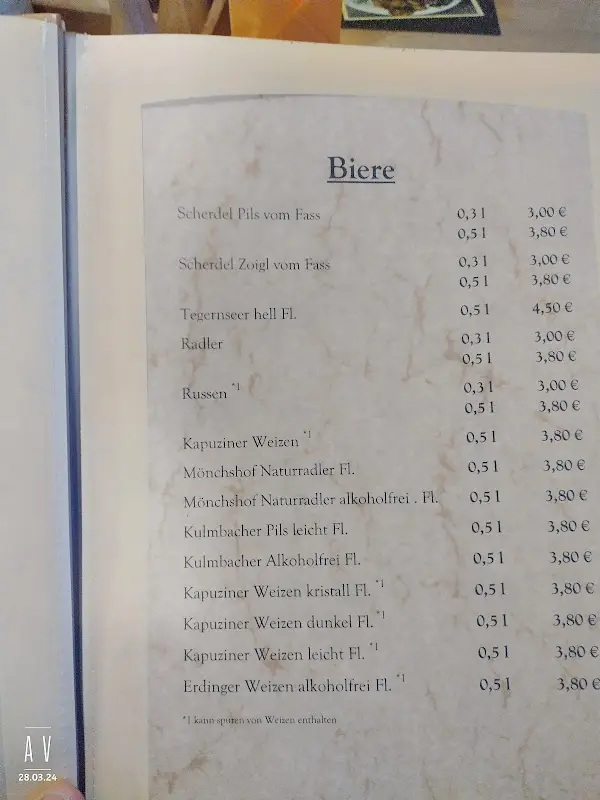 Biere
Scherdel Pils vom Fass 0,3 l 3,00 €
0,5 l 3,80 €
Scherdel Zoigl vom Fass 0,3 l 3,00 €
0,5 l 3,80 €
Tegernseer hell Fl. 0,5 l 4,50 €
Radler 0,3 l 3,00 €
0,5 l 3,80 €
Russen *1 0,3 l 3,00 €
0,5 l 3,80 €
Kapuziner Weizen *1 0,5 l 3,80 €
Mönchshof Naturradler Fl. 0,5 l 3,80 €
Mönchshof Naturradler alkoholfrei . Fl. 0,5 l 3,80 €
Kulmbacher Pils leicht Fl. 0,5 l 3,80 €
Kulmbacher Alkoholfrei Fl. 0,5 l 3,80 €
Kapuziner Weizen kristall Fl. *1 0,5 l 3,80 €
Kapuziner Weizen dunkel Fl. *1 0,5 l 3,80 €
Kapuziner Weizen leicht Fl. *1 0,5 l 3,80 €
Erdinger Weizen alkoholfrei Fl. *1 0,5 l 3,80 €
*1 kann spuren von Weizen enthalten
AV
28.03.24